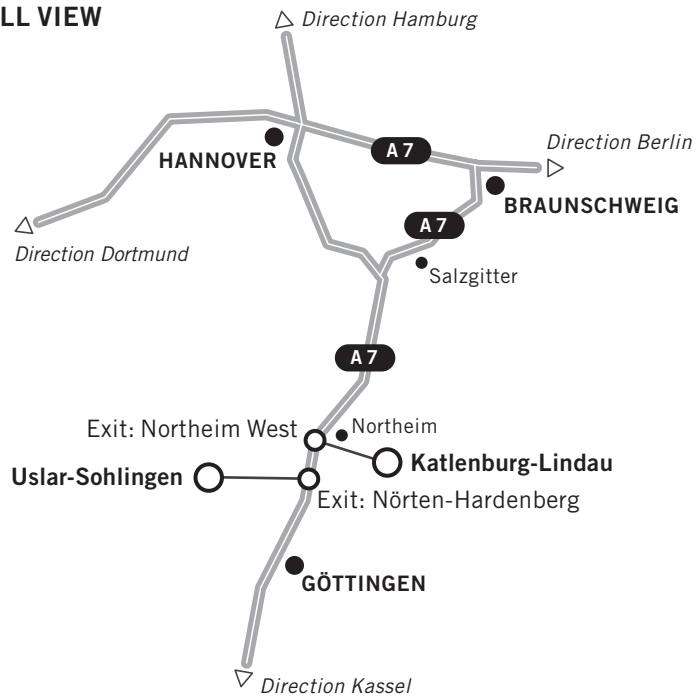 LL VIEW
Direction Hamburg
Direction Berlin
A 7
HANNOVER
BRAUNSCHWEIG
A 7
Direction Dortmund
Salzgitter
A 7
Exit: Northeim West
Northeim
Uslar-Sohlingen
Katlenburg-Lindau
Exit: Nörten-Hardenberg
GÖTTINGEN
Direction Kassel